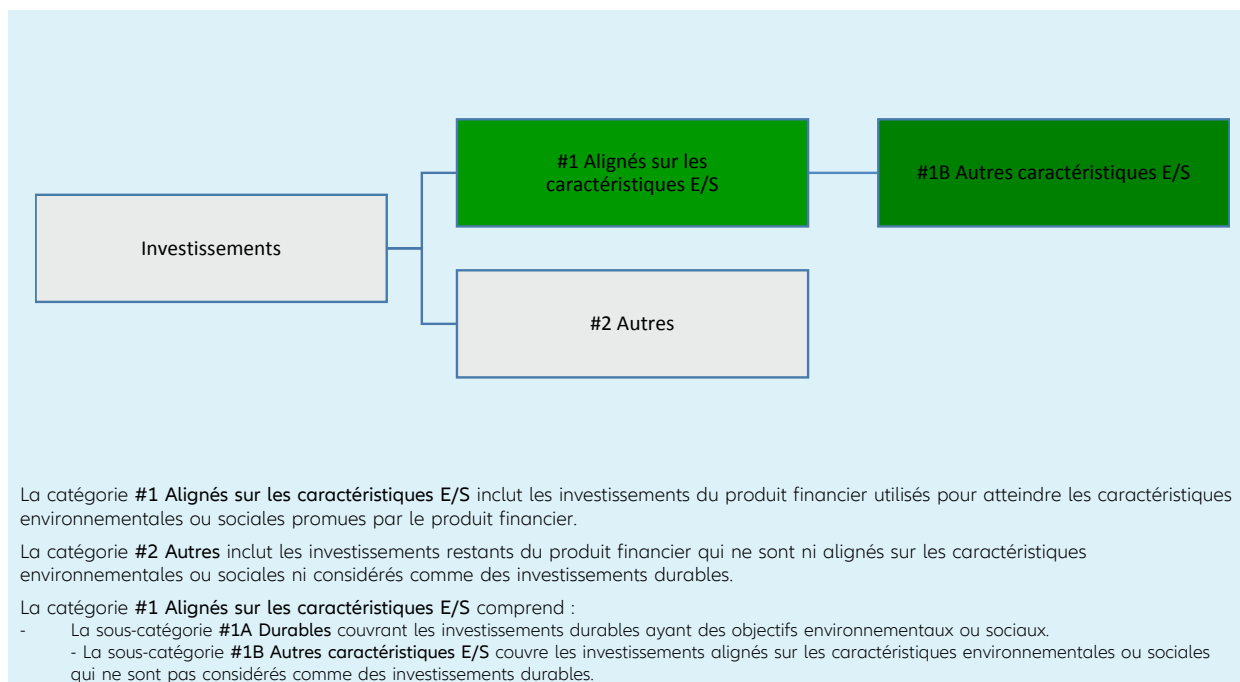 #1 Alignés sur les
caractéristiques E/S
#1B Autres caractéristiques E/S
Investissements
#2 Autres
La catégorie #1 Alignés sur les caractéristiques E/S inclut les investissements du produit financier utilisés pour atteindre les caractéristiques
environnementales ou sociales promues par le produit financier.
La catégorie #2 Autres inclut les investissements restants du produit financier qui ne sont ni alignés sur les caractéristiques
environnementales ou sociales ni considérés comme des investissements durables.
La catégorie #1 Alignés sur les caractéristiques E/S comprend :
- La sous-catégorie #1A Durables couvrant les investissements durables ayant des objectifs environnementaux ou sociaux.
- La sous-catégorie #1B Autres caractéristiques E/S couvre les investissements alignés sur les caractéristiques environnementales ou sociales
qui ne sont pas considérés comme des investissements durables.